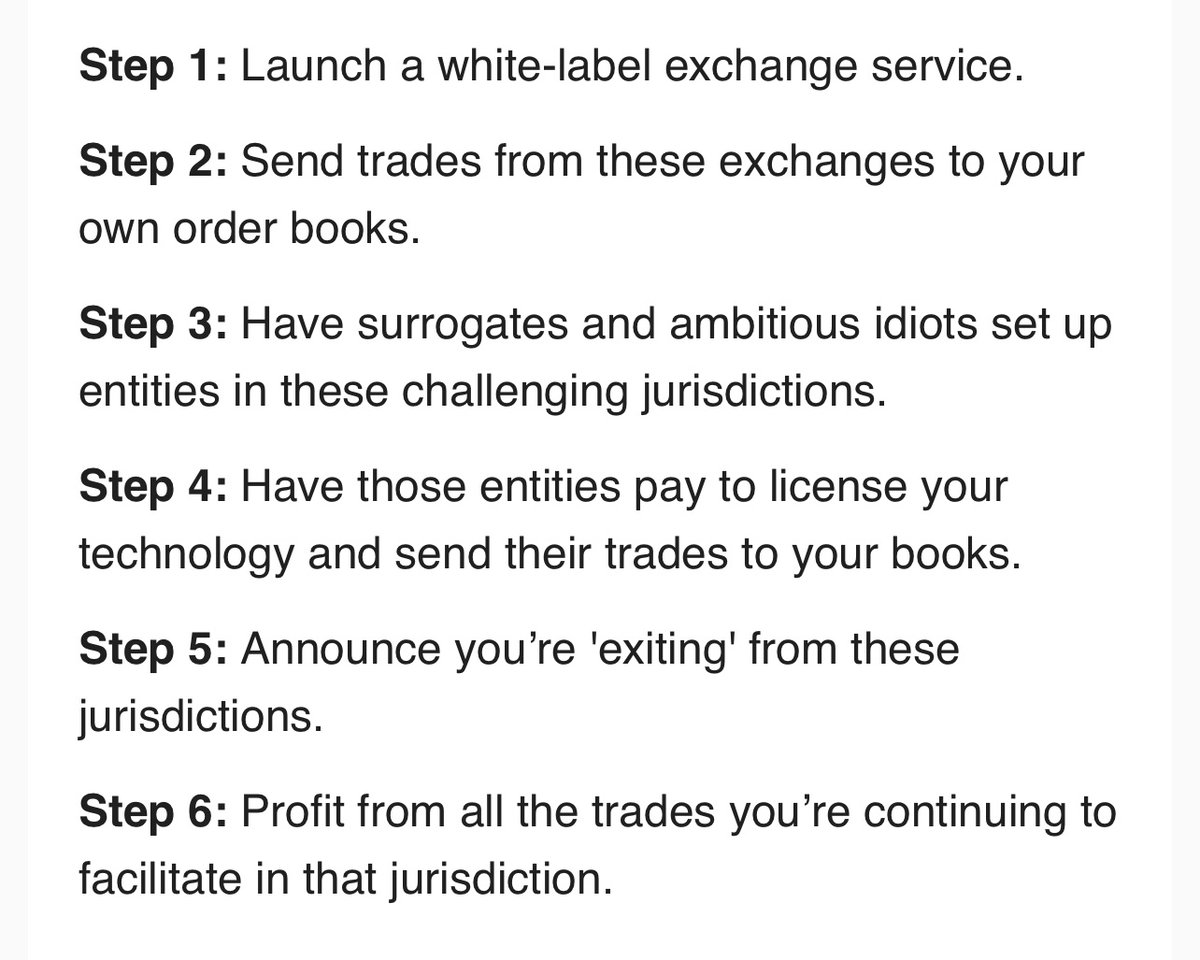 Step 1: Launch a white-label exchange service.
Step 2: Send trades from these exchanges to your
own order books.
Step 3: Have surrogates and ambitious idiots set up
entities in these challenging jurisdictions.
Step 4: Have those entities pay to license your
technology and send their trades to your books.
Step 5: Announce you’re 'exiting' from these
jurisdictions.
Step 6: Profit from all the trades you’re continuing to
facilitate in that jurisdiction.